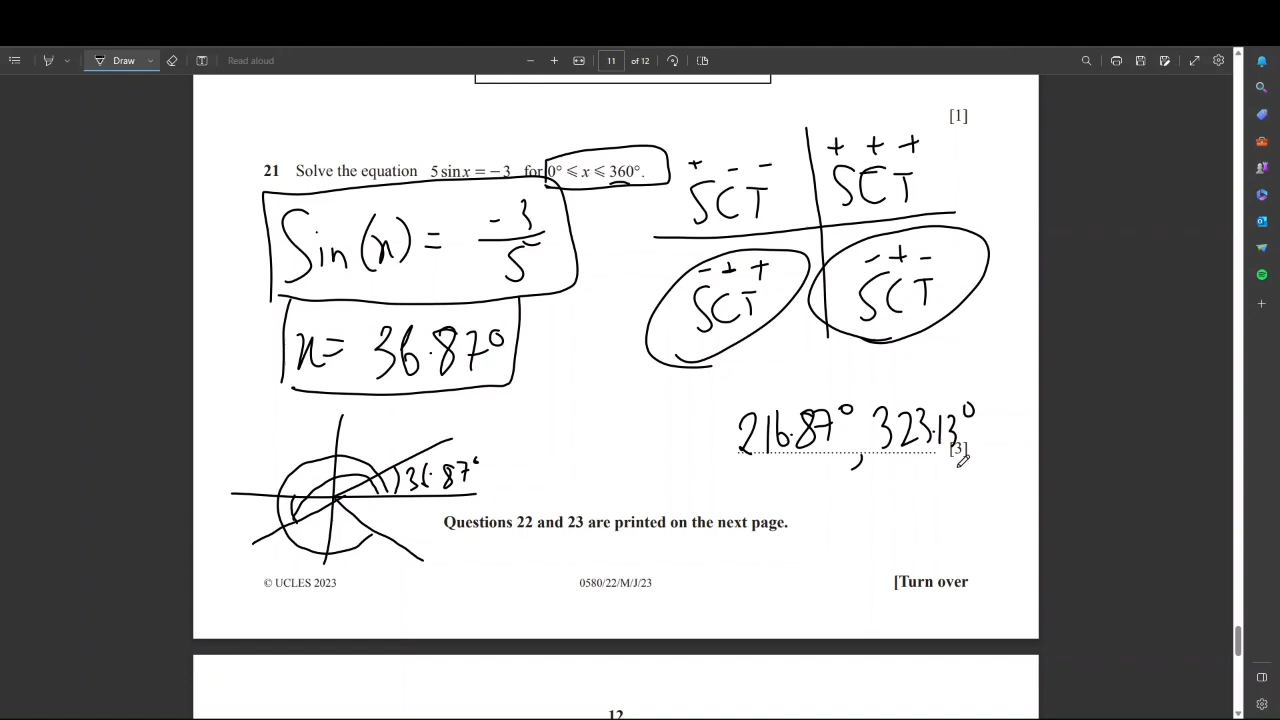 Draw
Read aloud
11 of 12
[1]
21 Solve the equation 5 sin x = −3 for 0° ⩽ x ⩽ 360°.
+ − −
SCT
+ + +
SCT
Sin(x) = -3/5
− − +
SCT
− + −
SCT
x = 36.87°
216.87° , 323.13°
[3]
36.87°
Questions 22 and 23 are printed on the next page.
© UCLES 2023
0580/22/M/J/23
[Turn over
12